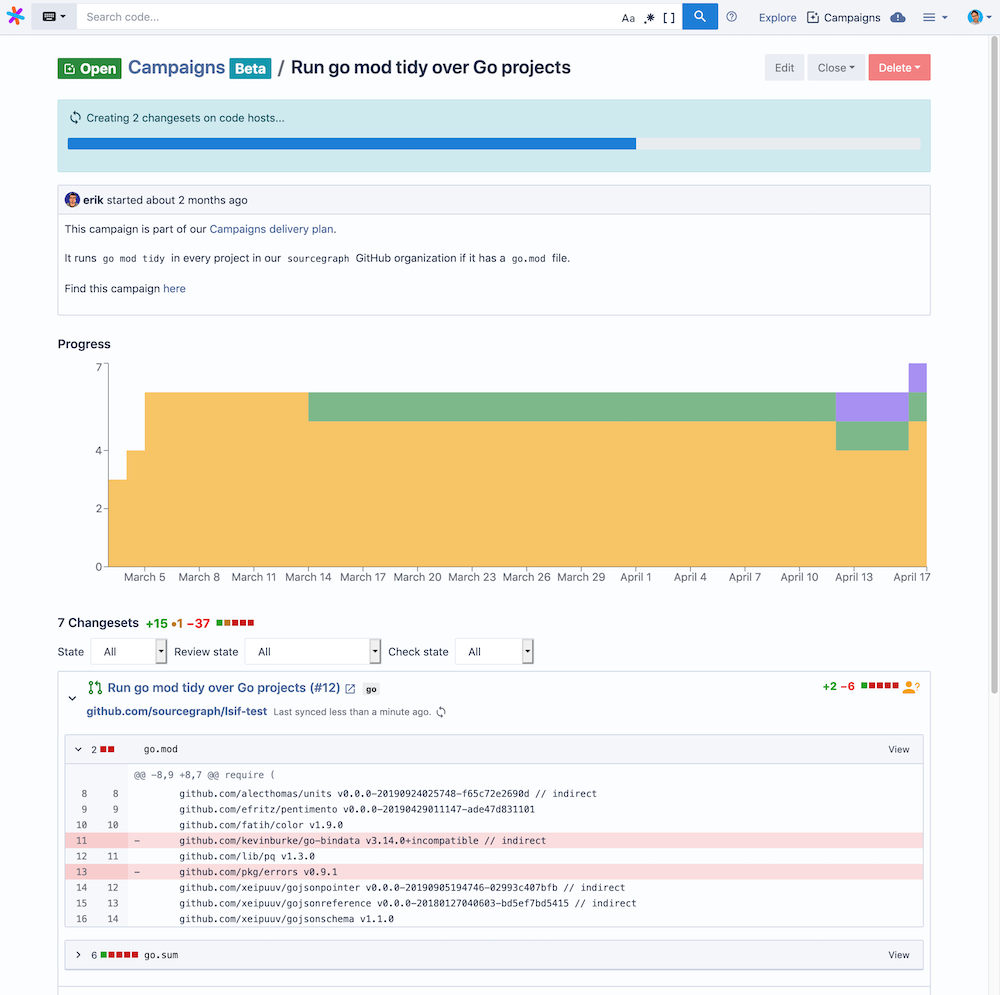 Search code... Aa .* [ ] Explore Campaigns
Open Campaigns Beta / Run go mod tidy over Go projects Edit Close Delete
Creating 2 changesets on code hosts...
erik started about 2 months ago
This campaign is part of our Campaigns delivery plan.
It runs go mod tidy in every project in our sourcegraph GitHub organization if it has a go.mod file.
Find this campaign here
Progress
7
4
2
0
March 5 March 8 March 11 March 14 March 17 March 20 March 23 March 26 March 29 April 1 April 4 April 7 April 10 April 13 April 17
7 Changesets +15 •1 −37
State All Review state All Check state All
Run go mod tidy over Go projects (#12) go +2 −6 ?
github.com/sourcegraph/lsif-test Last synced less than a minute ago.
2 go.mod View
@@ -8,9 +8,7 @@ require (
8 8 github.com/alecthomas/units v0.0.0-20190924025748-f65c72e2690d // indirect
9 9 github.com/efritz/pentimento v0.0.0-20190429011147-ade47d831101
10 10 github.com/fatih/color v1.9.0
11 - github.com/kevinburke/go-bindata v3.14.0+incompatible // indirect
12 11 github.com/lib/pq v1.3.0
13 - github.com/pkg/errors v0.9.1
14 12 github.com/xeipuuv/gojsonpointer v0.0.0-20190905194746-02993c407bfb // indirect
15 13 github.com/xeipuuv/gojsonreference v0.0.0-20180127040603-bd5ef7bd5415 // indirect
16 14 github.com/xeipuuv/gojsonschema v1.1.0
6 go.sum View